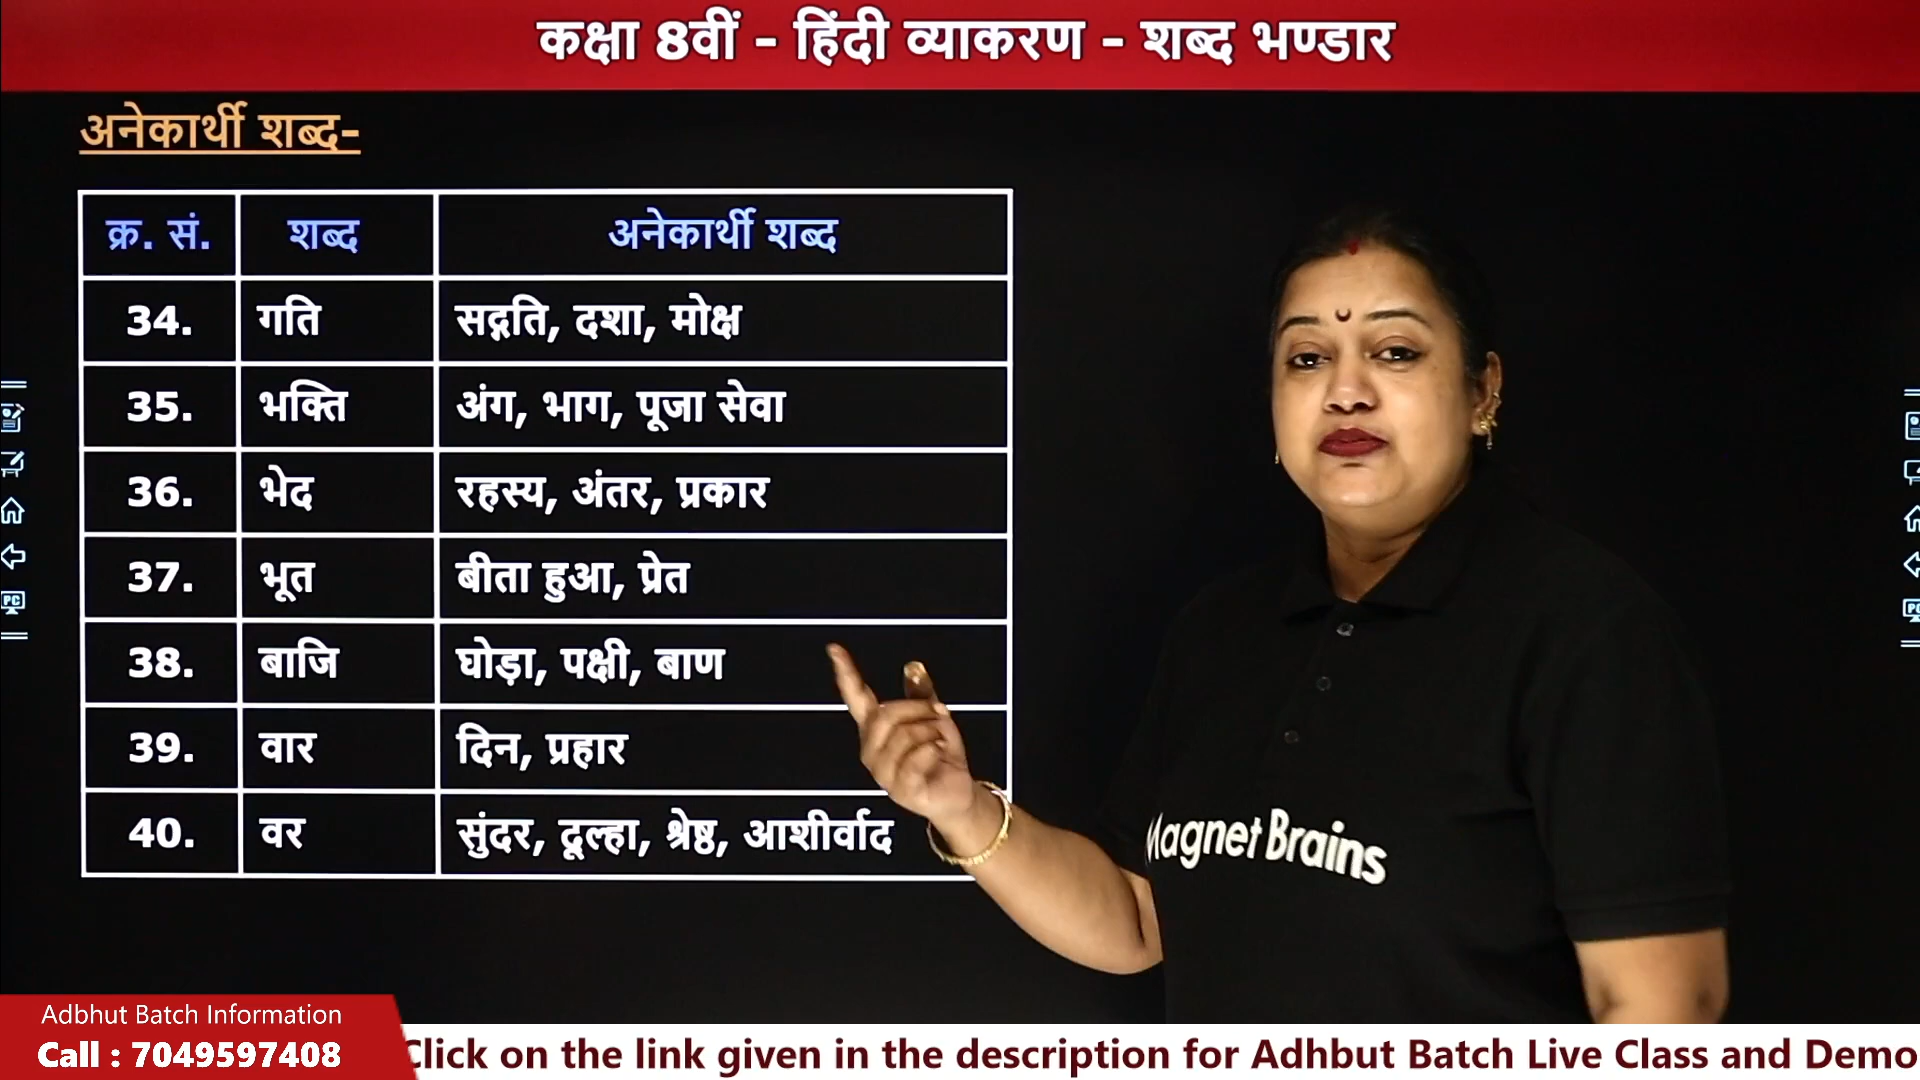 कक्षा 8वीं - हिंदी व्याकरण - शब्द भण्डार
अनेकार्थी शब्द-
क्र. सं. शब्द अनेकार्थी शब्द
34. गति सद्गति, दशा, मोक्ष
35. भक्ति अंग, भाग, पूजा सेवा
36. भेद रहस्य, अंतर, प्रकार
37. भूत बीता हुआ, प्रेत
38. बाजि घोड़ा, पक्षी, बाण
39. वार दिन, प्रहार
40. वर सुंदर, दूल्हा, श्रेष्ठ, आशीर्वाद
Magnet Brains
PC
Adbhut Batch Information
Call : 7049597408
Click on the link given in the description for Adhbut Batch Live Class and Demo